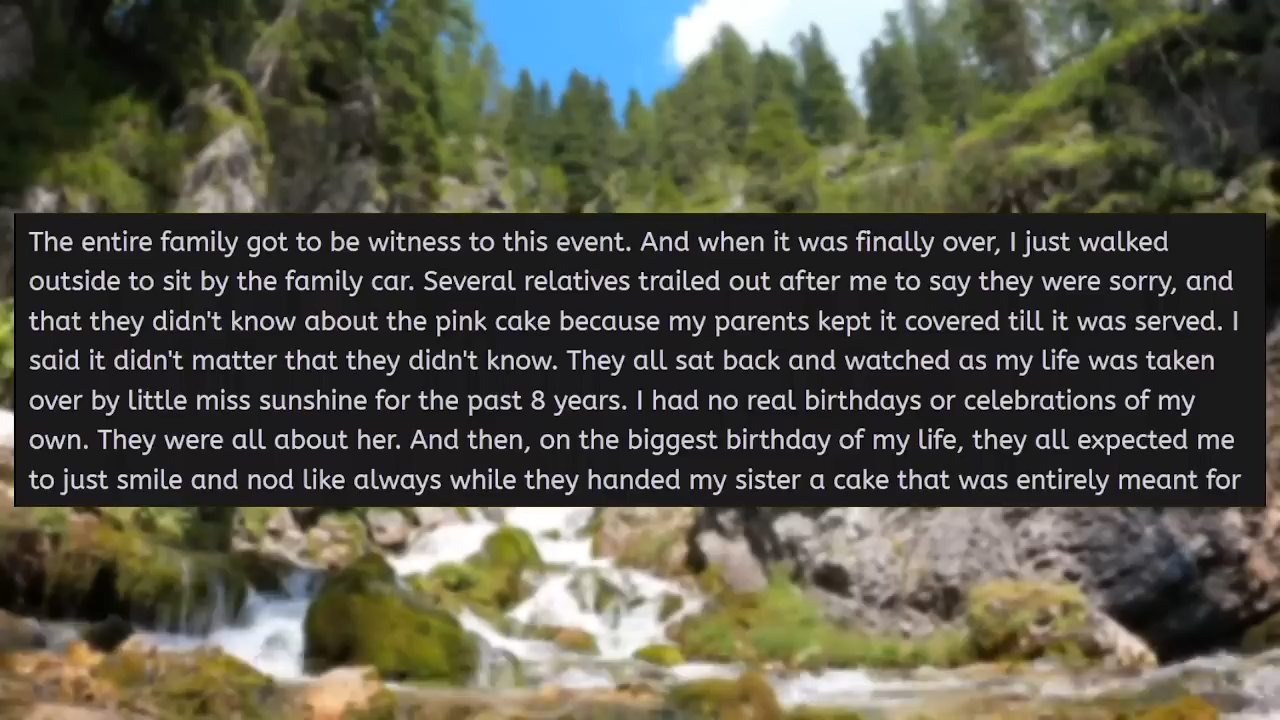 The entire family got to be witness to this event. And when it was finally over, I just walked
outside to sit by the family car. Several relatives trailed out after me to say they were sorry, and
that they didn't know about the pink cake because my parents kept it covered till it was served. I
said it didn't matter that they didn't know. They all sat back and watched as my life was taken
over by little miss sunshine for the past 8 years. I had no real birthdays or celebrations of my
own. They were all about her. And then, on the biggest birthday of my life, they all expected me
to just smile and nod like always while they handed my sister a cake that was entirely meant for